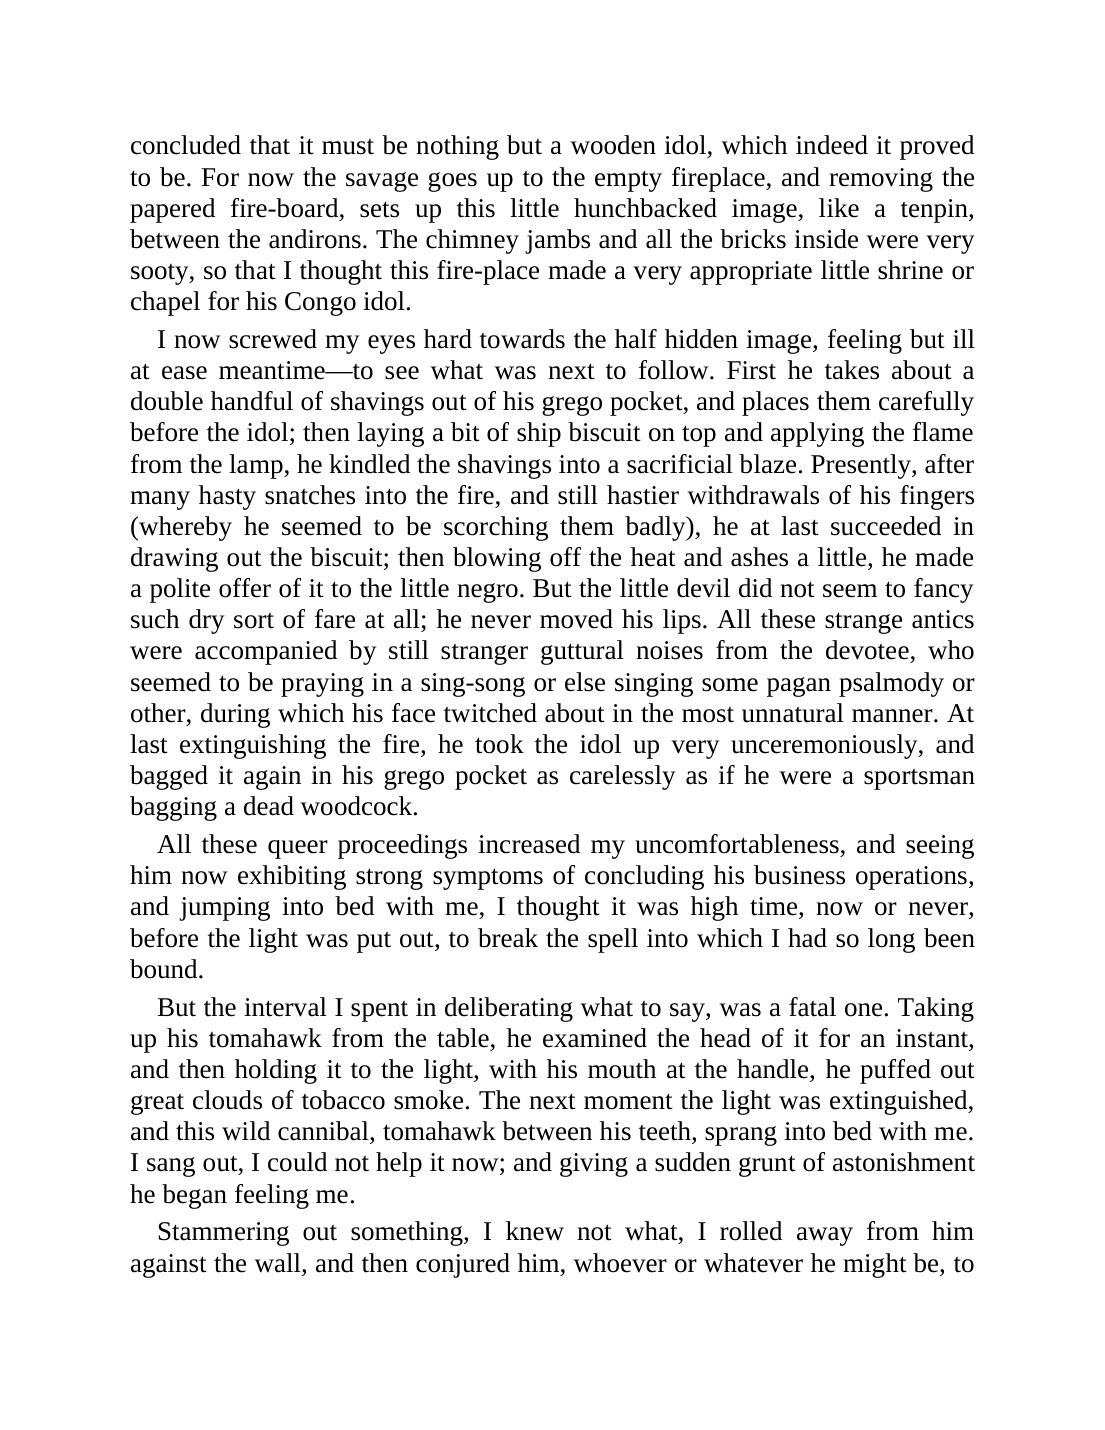 concluded that it must be nothing but a wooden idol, which indeed it proved
to be. For now the savage goes up to the empty fireplace, and removing the
papered fire-board, sets up this little hunchbacked image, like a tenpin,
between the andirons. The chimney jambs and all the bricks inside were very
sooty, so that I thought this fire-place made a very appropriate little shrine or
chapel for his Congo idol.
I now screwed my eyes hard towards the half hidden image, feeling but ill
at ease meantime—to see what was next to follow. First he takes about a
double handful of shavings out of his grego pocket, and places them carefully
before the idol; then laying a bit of ship biscuit on top and applying the flame
from the lamp, he kindled the shavings into a sacrificial blaze. Presently, after
many hasty snatches into the fire, and still hastier withdrawals of his fingers
(whereby he seemed to be scorching them badly), he at last succeeded in
drawing out the biscuit; then blowing off the heat and ashes a little, he made
a polite offer of it to the little negro. But the little devil did not seem to fancy
such dry sort of fare at all; he never moved his lips. All these strange antics
were accompanied by still stranger guttural noises from the devotee, who
seemed to be praying in a sing-song or else singing some pagan psalmody or
other, during which his face twitched about in the most unnatural manner. At
last extinguishing the fire, he took the idol up very unceremoniously, and
bagged it again in his grego pocket as carelessly as if he were a sportsman
bagging a dead woodcock.
All these queer proceedings increased my uncomfortableness, and seeing
him now exhibiting strong symptoms of concluding his business operations,
and jumping into bed with me, I thought it was high time, now or never,
before the light was put out, to break the spell into which I had so long been
bound.
But the interval I spent in deliberating what to say, was a fatal one. Taking
up his tomahawk from the table, he examined the head of it for an instant,
and then holding it to the light, with his mouth at the handle, he puffed out
great clouds of tobacco smoke. The next moment the light was extinguished,
and this wild cannibal, tomahawk between his teeth, sprang into bed with me.
I sang out, I could not help it now; and giving a sudden grunt of astonishment
he began feeling me.
Stammering out something, I knew not what, I rolled away from him
against the wall, and then conjured him, whoever or whatever he might be, to